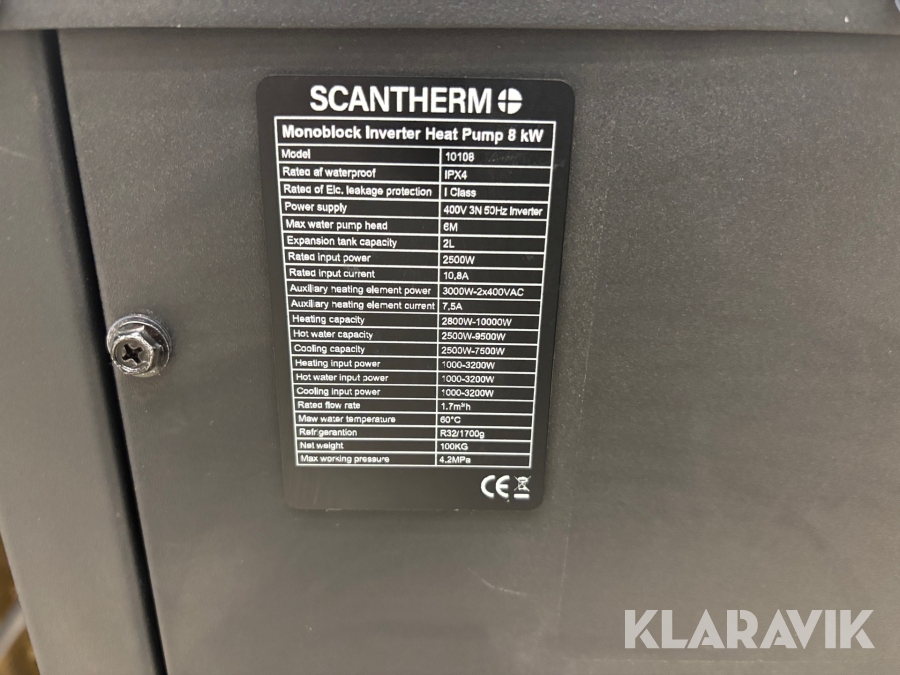 SCANTHERM
Monoblock Inverter Heat Pump 8 kW
Model 10108
Rated af waterproof IPX4
Rated of Elc. leakage protection I Class
Power supply 400V 3N 50Hz Inverter
Max water pump head 6M
Expansion tank capacity 2L
Rated input power 2500W
Rated input current 10,8A
Auxiliary heating element power 3000W-2x400VAC
Auxiliary heating element current 7,5A
Heating capacity 2800W-10000W
Hot water capacity 2500W-9500W
Cooling capacity 2500W-7500W
Heating input power 1000-3200W
Hot water input power 1000-3200W
Cooling input power 1000-3200W
Rated flow rate 1.7m³h
Mew water temperature 60°C
Refrigerantion R32/1700g
Net weight 100KG
Max working pressure 4.2MPa
CE
KLARAVIK